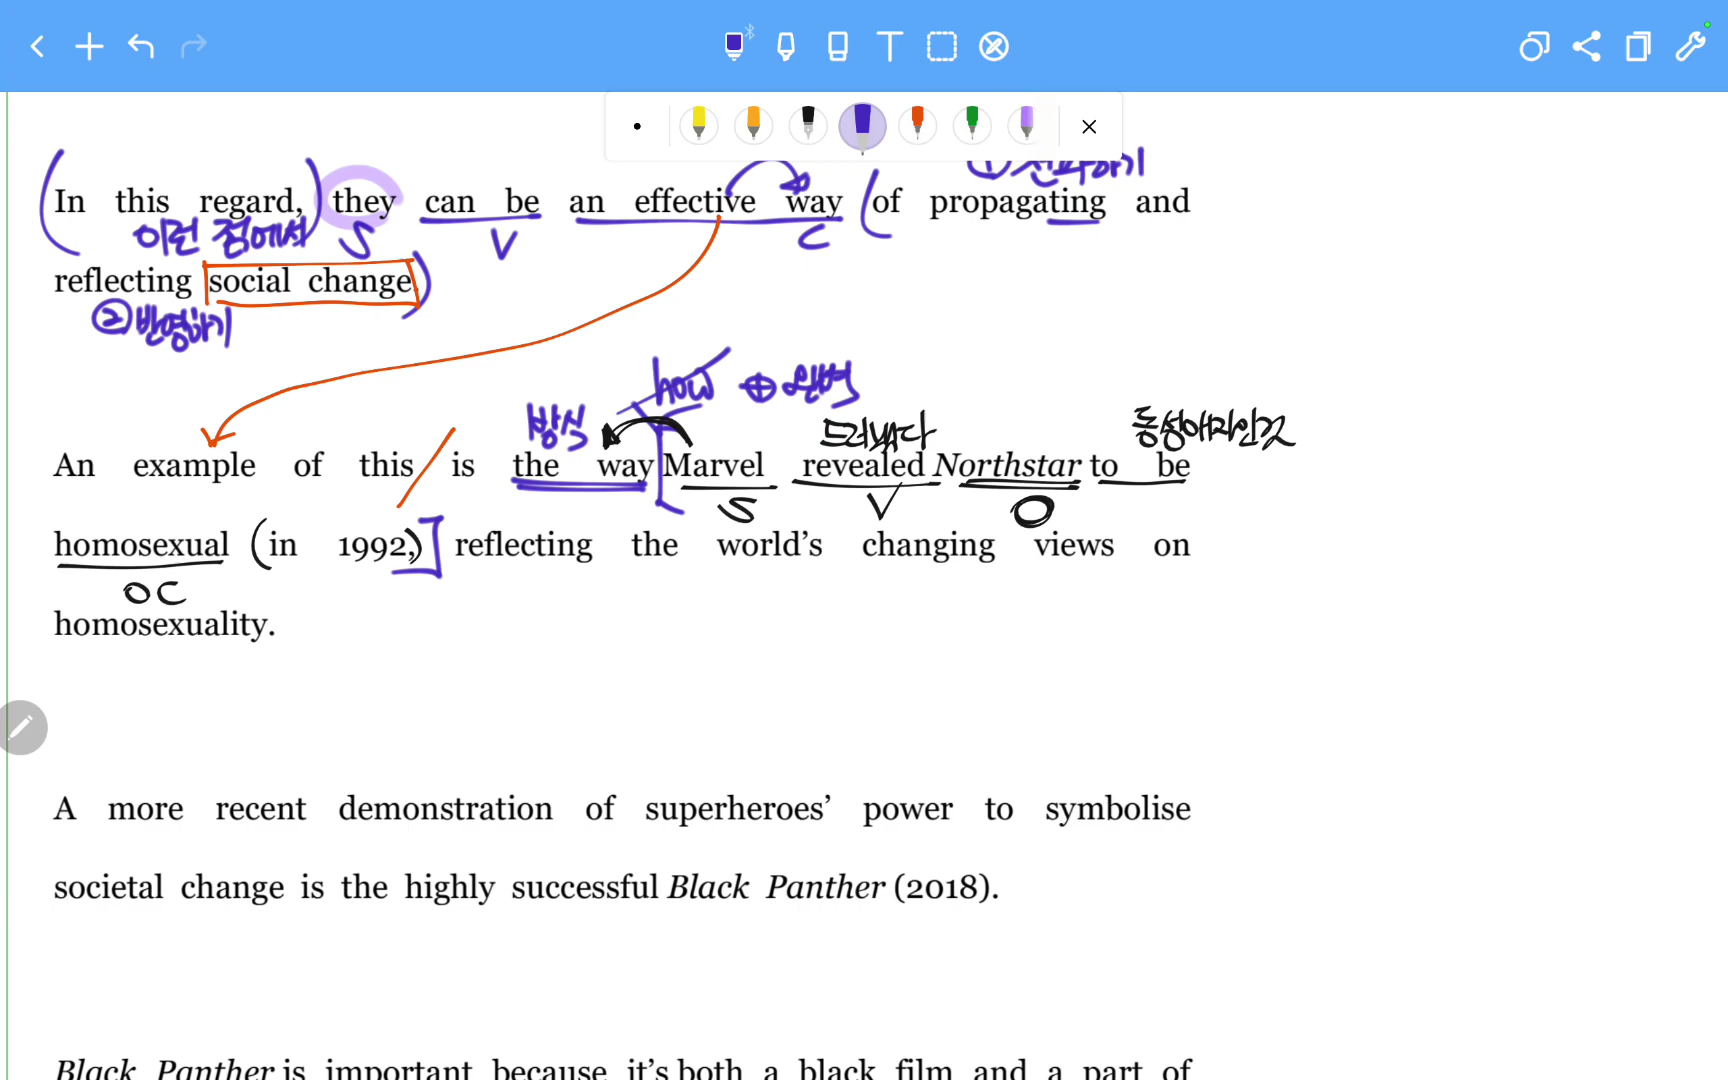 T
① 전파하기
In this regard, they can be an effective way of propagating and
이런 점에서 S V C
reflecting social change
② 반영하기
how ⊕ 완벽
방식 드러냈다 동성애자인것
An example of this / is the way Marvel revealed Northstar to be
S V O
homosexual (in 1992,) reflecting the world's changing views on
OC
homosexuality.
A more recent demonstration of superheroes' power to symbolise
societal change is the highly successful Black Panther (2018).
Black Panther is important because it's both a black film and a part of